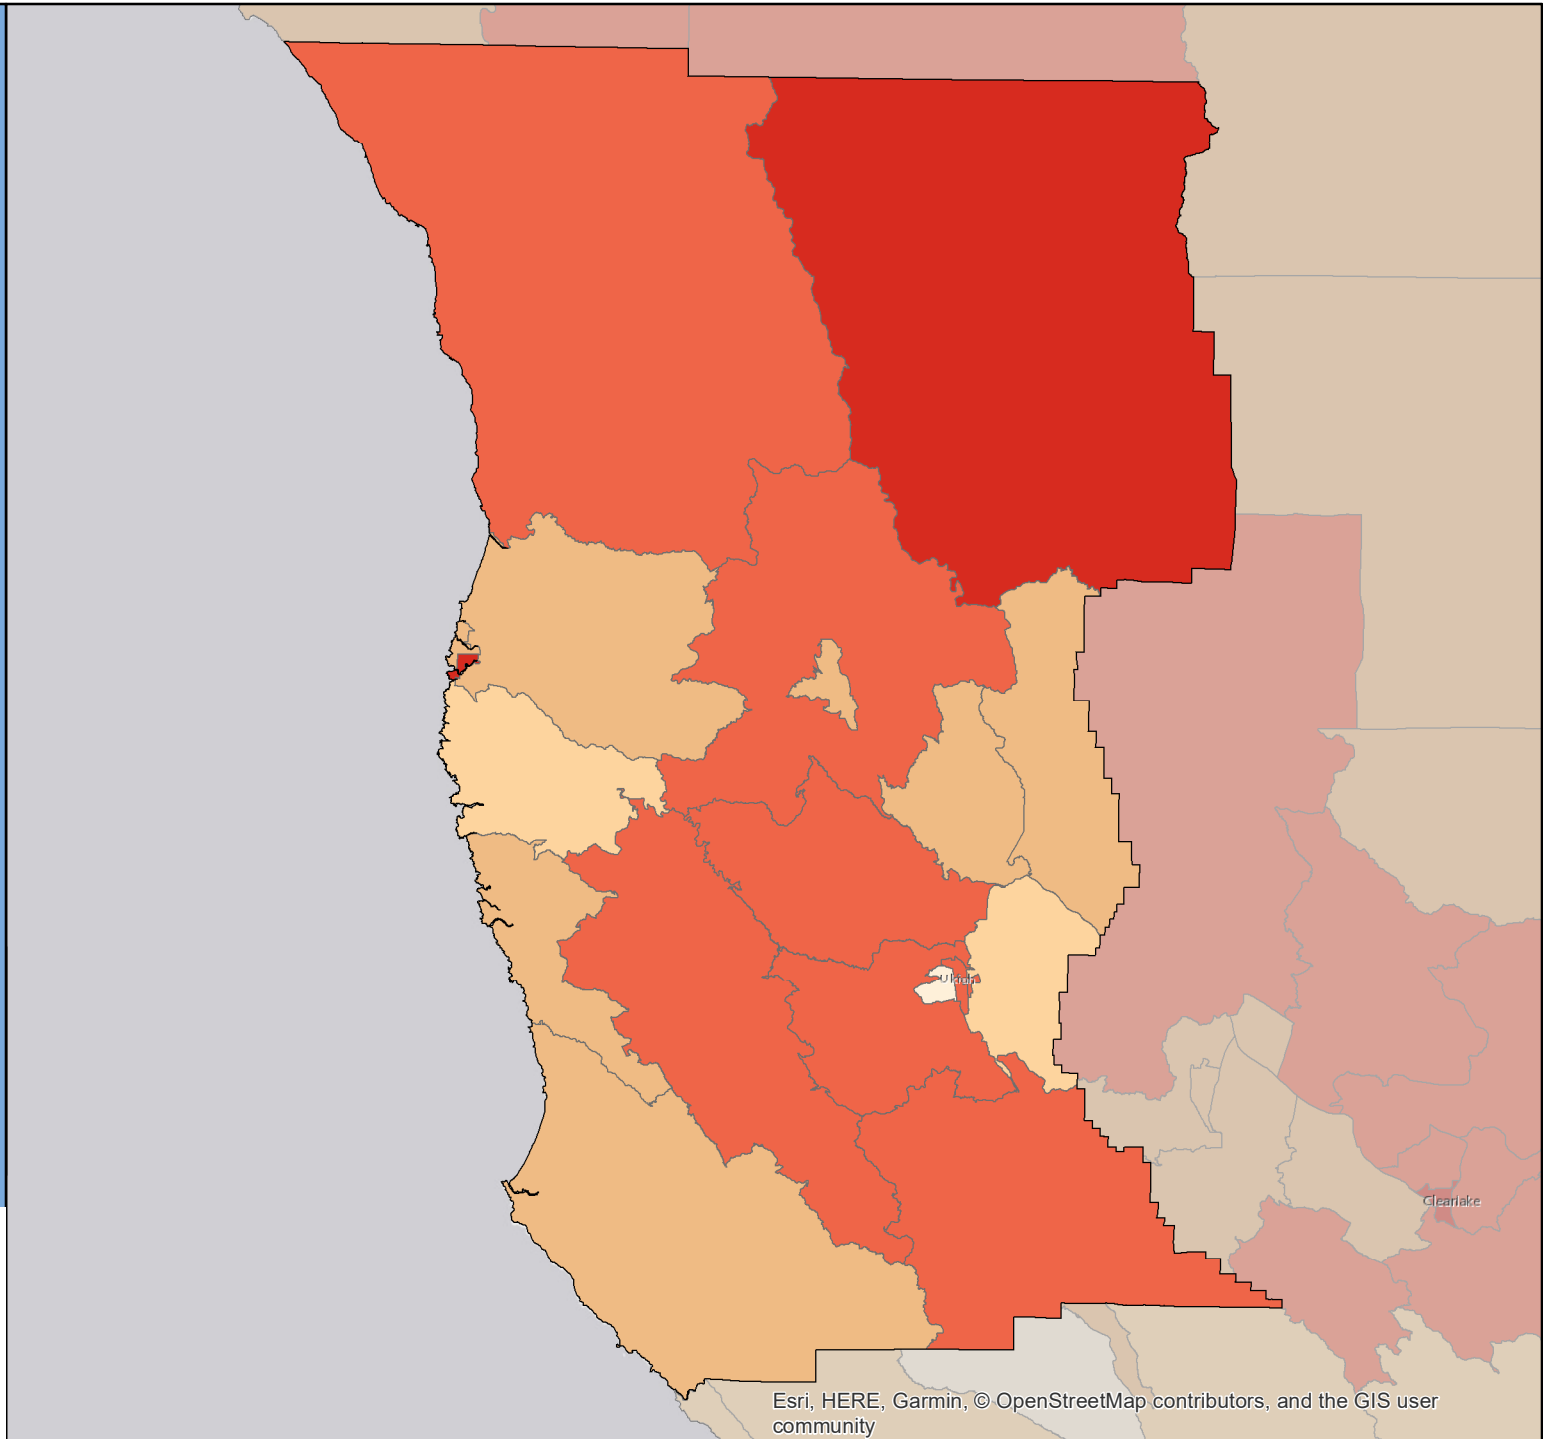 Ukiah
Clearlake
Esri, HERE, Garmin, © OpenStreetMap contributors, and the GIS user
community